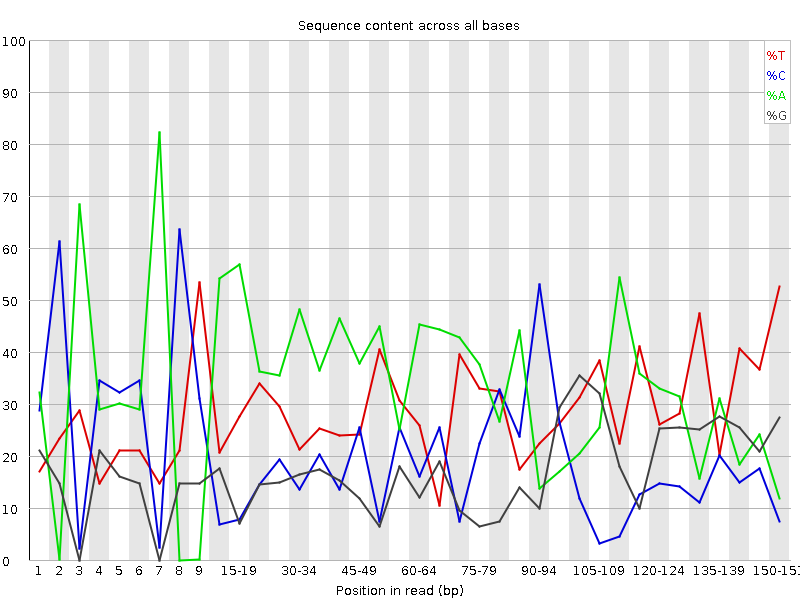 Sequence content across all bases
100
90
80
70
60
50
40
30
20
10
0
%T
%C
%A
%G
1 2 3 4 5 6 7 8 9 15-19 30-34 45-49 60-64 75-79 90-94 105-109 120-124 135-139 150-151
Position in read (bp)